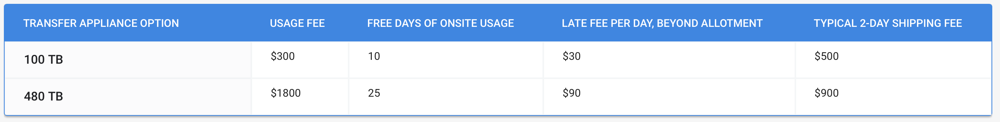 TRANSFER APPLIANCE OPTION USAGE FEE FREE DAYS OF ONSITE USAGE LATE FEE PER DAY, BEYOND ALLOTMENT TYPICAL 2-DAY SHIPPING FEE
100 TB $300 10 $30 $500
480 TB $1800 25 $90 $900